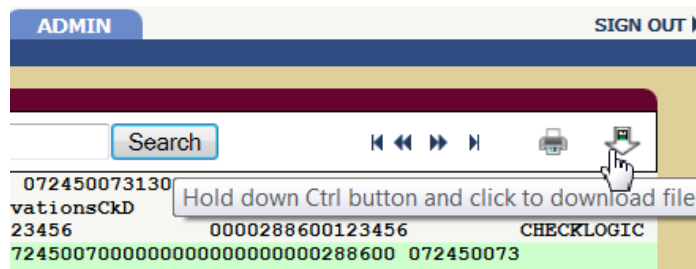 ADMIN SIGN OUT
Search
072450073130
Hold down Ctrl button and click to download file
vationsCkD
23456 0000288600123456 CHECKLOGIC
72450070000000000000000288600 072450073